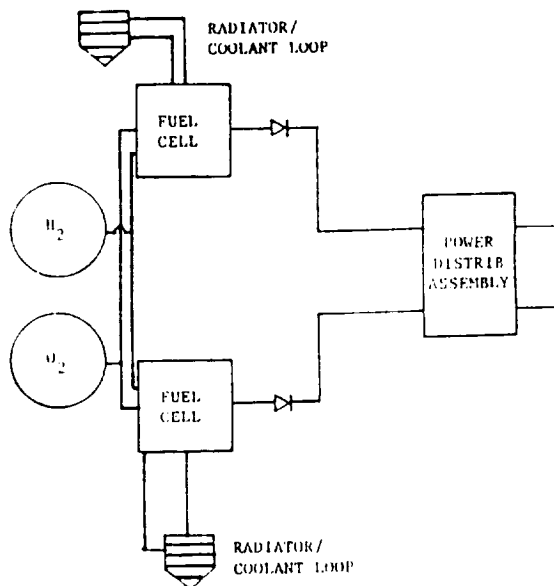 RADIATOR/
COOLANT LOOP
FUEL
CELL
H2
POWER
DISTRIB
ASSEMBLY
O2
FUEL
CELL
RADIATOR/
COOLANT LOOP